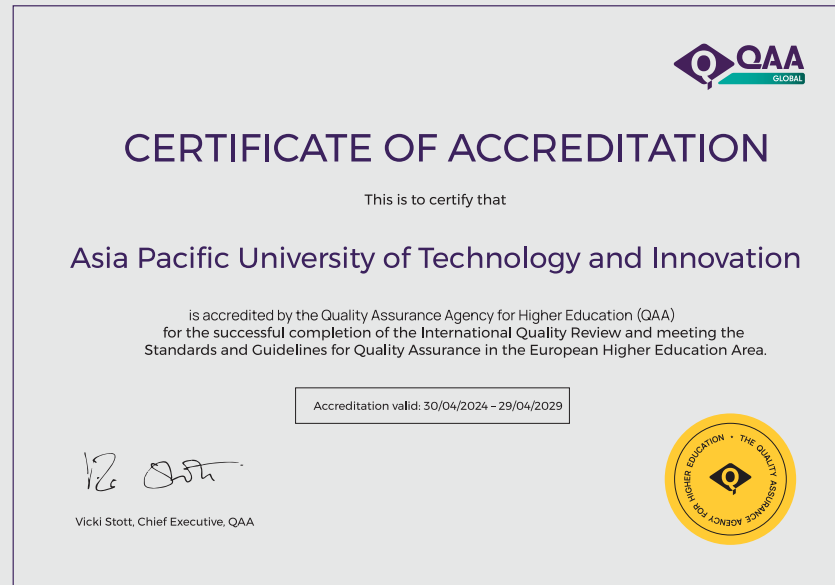 QAA
GLOBAL
CERTIFICATE OF ACCREDITATION
This is to certify that
Asia Pacific University of Technology and Innovation
is accredited by the Quality Assurance Agency for Higher Education (QAA)
for the successful completion of the International Quality Review and meeting the
Standards and Guidelines for Quality Assurance in the European Higher Education Area.
Accreditation valid: 30/04/2024 – 29/04/2029
V. Stott
Vicki Stott, Chief Executive, QAA
THE QUALITY ASSURANCE AGENCY FOR HIGHER EDUCATION •